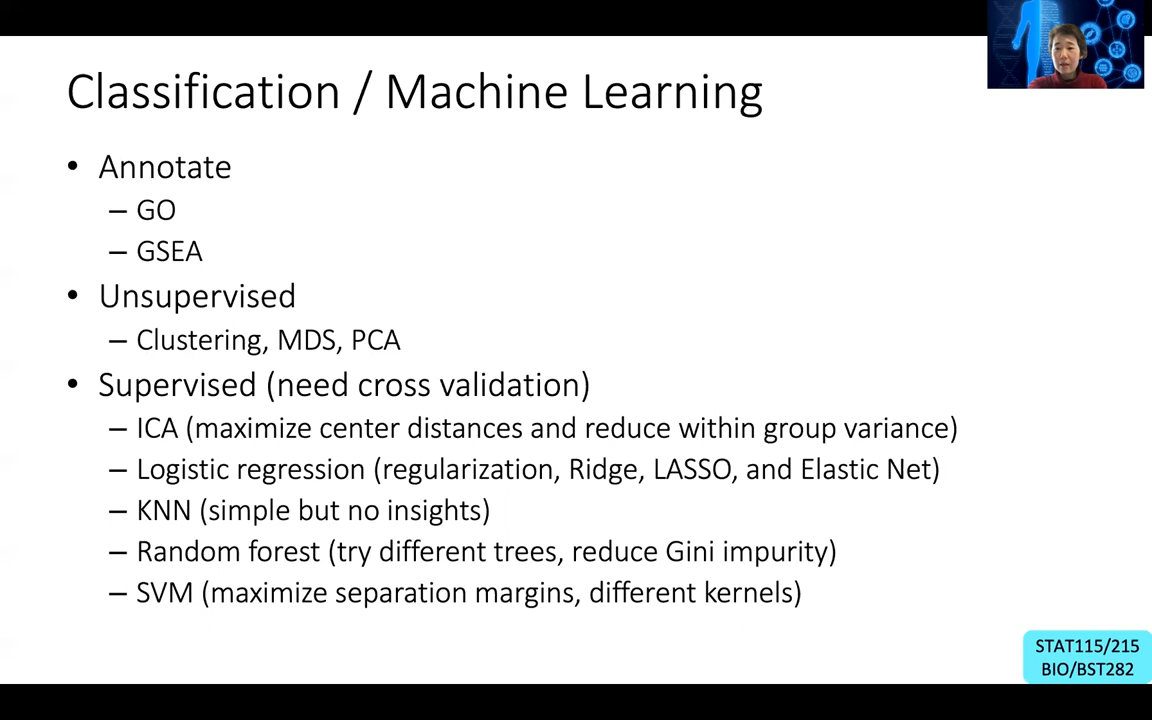 Classification / Machine Learning
• Annotate
– GO
– GSEA
• Unsupervised
– Clustering, MDS, PCA
• Supervised (need cross validation)
– ICA (maximize center distances and reduce within group variance)
– Logistic regression (regularization, Ridge, LASSO, and Elastic Net)
– KNN (simple but no insights)
– Random forest (try different trees, reduce Gini impurity)
– SVM (maximize separation margins, different kernels)
STAT115/215
BIO/BST282